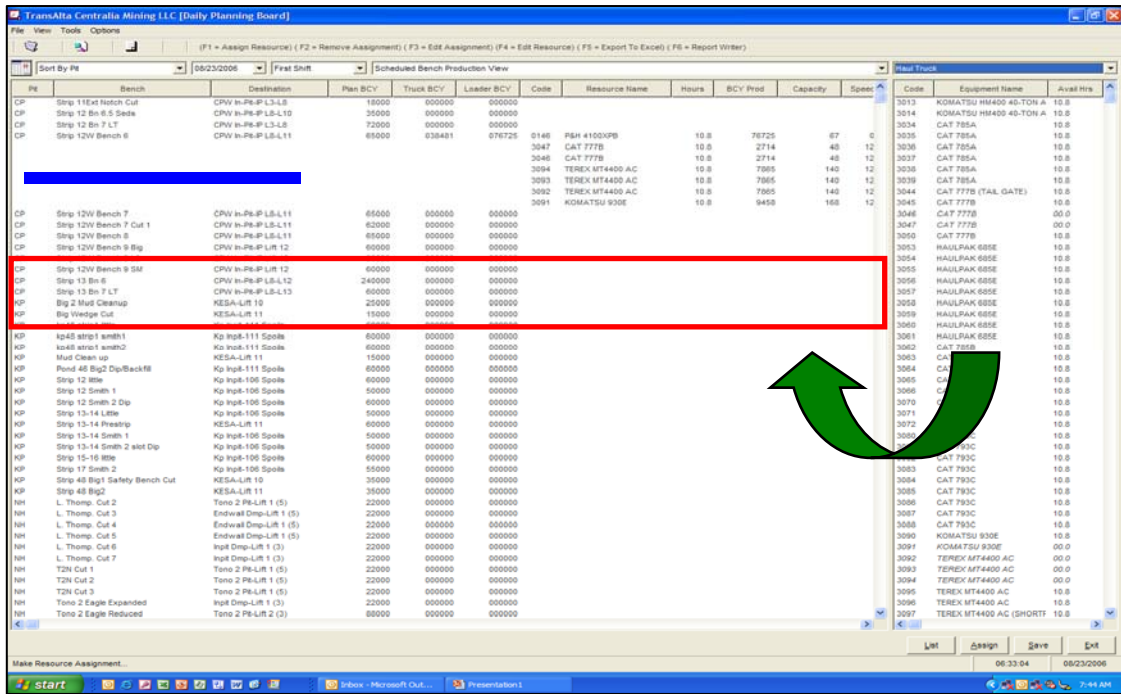 TransAlta Centralia Mining LLC [Daily Planning Board]
File View Tools Options
(F1 = Assign Resource) ( F2 = Remove Assignment) ( F3 = Edit Assignment) (F4 = Edit Resource) ( F5 = Export To Excel) ( F6 = Report Writer)
Sort By Pit 08/23/2006 First Shift Scheduled Bench Production View Haul Truck
Pit Bench Destination Plan BCY Truck BCY Loader BCY Code Resource Name Hours BCY Prod Capacity Speed Code Equipment Name Avail Hrs
CP Strip 11Ext Notch Cut CPW In-Pit-IP L3-L8 18000 000000 000000 3013 KOMATSU HM400 40-TON A 10.8
CP Strip 12 Bn 6.5 Sede CPW In-Pit-IP L8-L10 35000 000000 000000 3014 KOMATSU HM400 40-TON A 10.8
CP Strip 12 Bn 7 LT CPW In-Pit-IP L3-L8 72000 000000 000000 3034 CAT 785A 10.8
CP Strip 12W Bench 6 CPW In-Pit-IP L8-L11 65000 038481 076725 0146 P&H 4100XPB 10.8 76725 67 0 3035 CAT 785A 10.8
3047 CAT 777B 10.8 2714 48 12 3036 CAT 785A 10.8
3046 CAT 777B 10.8 2714 48 12 3037 CAT 785A 10.8
3094 TEREX MT4400 AC 10.8 7865 140 12 3038 CAT 785A 10.8
3093 TEREX MT4400 AC 10.8 7865 140 12 3039 CAT 785A 10.8
3092 TEREX MT4400 AC 10.8 7865 140 12 3044 CAT 777B (TAIL GATE) 10.8
3091 KOMATSU 930E 10.8 9458 168 12 3045 CAT 777B 10.8
CP Strip 12W Bench 7 CPW In-Pit-IP L8-L11 65000 000000 000000 3046 CAT 777B 00.0
CP Strip 12W Bench 7 Cut 1 CPW In-Pit-IP L8-L11 62000 000000 000000 3047 CAT 777B 00.0
CP Strip 12W Bench 8 CPW In-Pit-IP L8-L11 65000 000000 000000 3050 CAT 777B 10.8
CP Strip 12W Bench 9 Big CPW In-Pit-IP Lift 12 60000 000000 000000 3053 HAULPAK 685E 10.8
3054 HAULPAK 685E 10.8
CP Strip 12W Bench 9 SM CPW In-Pit-IP Lift 12 60000 000000 000000 3055 HAULPAK 685E 10.8
CP Strip 13 Bn 6 CPW In-Pit-IP L8-L12 240000 000000 000000 3056 HAULPAK 685E 10.8
CP Strip 13 Bn 7 LT CPW In-Pit-IP L8-L13 60000 000000 000000 3057 HAULPAK 685E 10.8
KP Big 2 Mud Cleanup KESA-Lift 10 25000 000000 000000 3058 HAULPAK 685E 10.8
KP Big Wedge Cut KESA-Lift 11 15000 000000 000000 3059 HAULPAK 685E 10.8
3060 HAULPAK 685E 10.8
KP kp48 strip1 smith1 Kp Inpit-111 Spoils 60000 000000 000000 3061 HAULPAK 685E 10.8
KP kp48 strip1 smith2 Kp Inpit-111 Spoils 60000 000000 000000 3062 CAT 785B 10.8
KP Mud Clean up KESA-Lift 11 15000 000000 000000 3063 10.8
KP Pond 46 Big2 Dip/Backfill Kp Inpit-111 Spoils 60000 000000 000000 3064 10.8
KP Strip 12 little Kp Inpit-106 Spoils 60000 000000 000000 3065 10.8
KP Strip 12 Smith 1 Kp Inpit-106 Spoils 50000 000000 000000 3066 10.8
KP Strip 12 Smith 2 Dip Kp Inpit-106 Spoils 60000 000000 000000 3070 10.8
KP Strip 13-14 Little Kp Inpit-106 Spoils 50000 000000 000000 3071 10.8
KP Strip 13-14 Prestrip KESA-Lift 11 60000 000000 000000 3072 10.8
KP Strip 13-14 Smith 1 Kp Inpit-106 Spoils 50000 000000 000000 10.8
KP Strip 13-14 Smith 2 slot Dip Kp Inpit-106 Spoils 50000 000000 000000 10.8
KP Strip 15-16 little Kp Inpit-106 Spoils 60000 000000 000000 CAT 793C 10.8
KP Strip 17 Smith 2 Kp Inpit-106 Spoils 55000 000000 000000 3083 CAT 793C 10.8
KP Strip 48 Big1 Safety Bench Cut KESA-Lift 10 35000 000000 000000 3084 CAT 793C 10.8
KP Strip 48 Big2 KESA-Lift 11 35000 000000 000000 3085 CAT 793C 10.8
NH L. Thomp. Cut 2 Tono 2 Pit-Lift 1 (5) 22000 000000 000000 3086 CAT 793C 10.8
NH L. Thomp. Cut 3 Endwall Dmp-Lift 1 (5) 22000 000000 000000 3087 CAT 793C 10.8
NH L. Thomp. Cut 4 Endwall Dmp-Lift 1 (5) 22000 000000 000000 3088 CAT 793C 10.8
NH L. Thomp. Cut 5 Endwall Dmp-Lift 1 (5) 22000 000000 000000 3090 KOMATSU 930E 10.8
NH L. Thomp. Cut 6 Inpit Dmp-Lift 1 (3) 22000 000000 000000 3091 KOMATSU 930E 00.0
NH L. Thomp. Cut 7 Inpit Dmp-Lift 1 (3) 22000 000000 000000 3092 TEREX MT4400 AC 00.0
NH T2N Cut 1 Tono 2 Pit-Lift 1 (5) 22000 000000 000000 3093 TEREX MT4400 AC 00.0
NH T2N Cut 2 Tono 2 Pit-Lift 1 (5) 22000 000000 000000 3094 TEREX MT4400 AC 00.0
NH T2N Cut 3 Tono 2 Pit-Lift 1 (5) 22000 000000 000000 3095 TEREX MT4400 AC 10.8
NH Tono 2 Eagle Expanded Inpit Dmp-Lift 1 (3) 22000 000000 000000 3096 TEREX MT4400 AC 10.8
NH Tono 2 Eagle Reduced Tono 2 Pit-Lift 2 (3) 88000 000000 000000 3097 TEREX MT4400 AC (SHORTF 10.8
List Assign Save Exit
Make Resource Assignment... 06:33:04 08/23/2006
start Inbox - Microsoft Out... Presentation1 7:44 AM